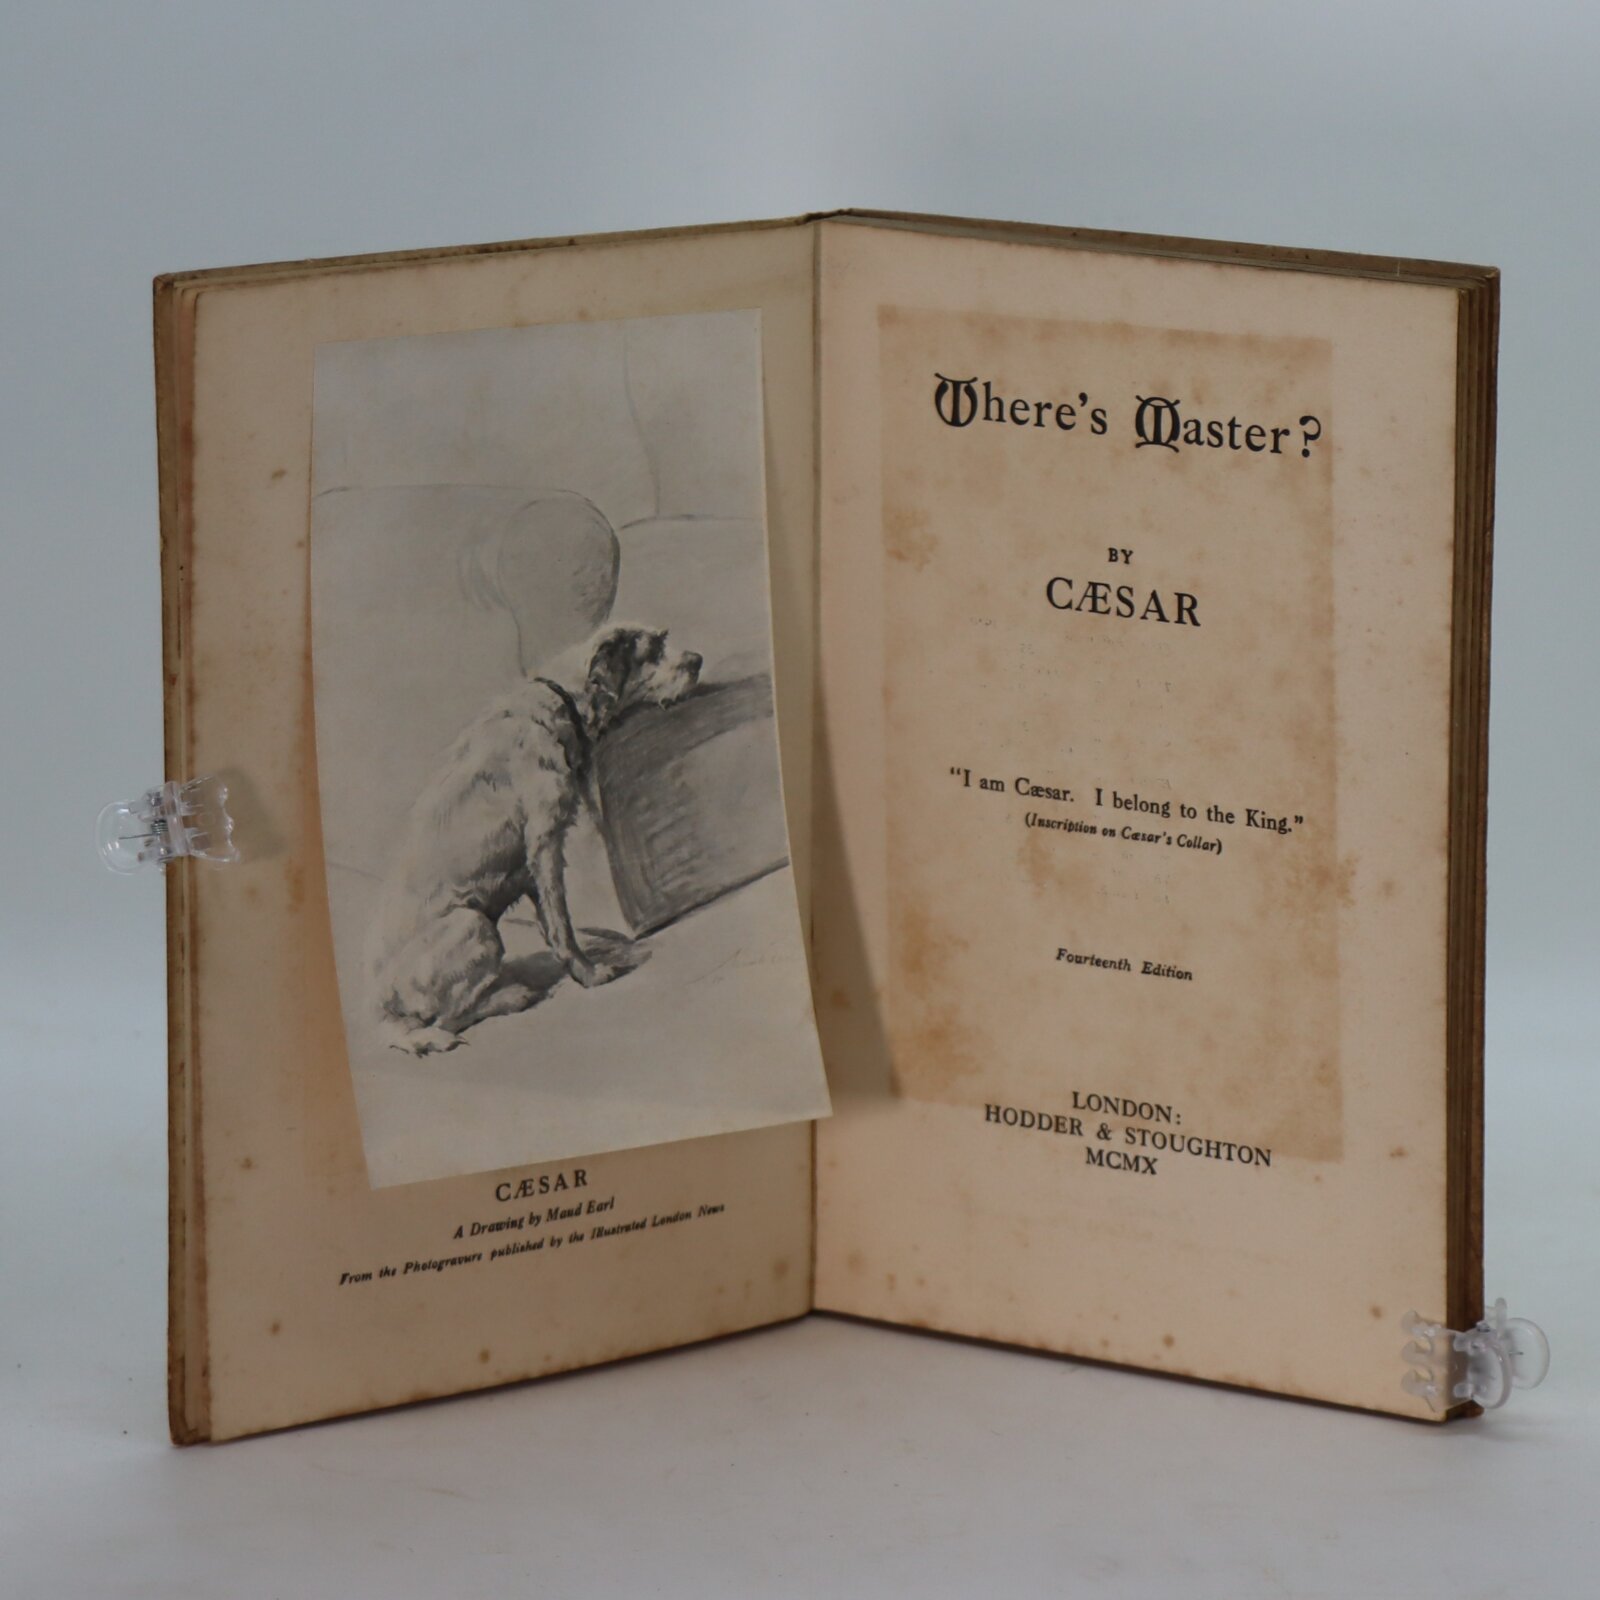 CÆSAR
A Drawing by Maud Earl
From the Photogravure published by the Illustrated London News
Where's Master?
BY
CÆSAR
"I am Cæsar. I belong to the King."
(Inscription on Cæsar's Collar)
Fourteenth Edition
LONDON:
HODDER & STOUGHTON
MCMX